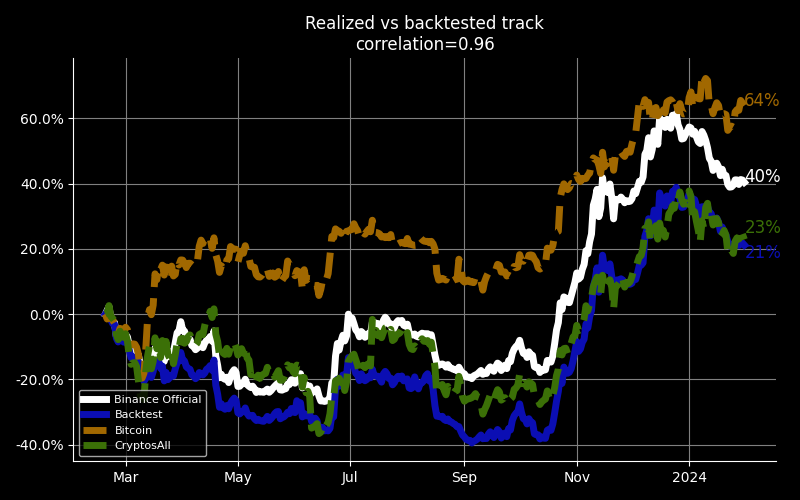 Realized vs backtested track
correlation=0.96
60.0%
40.0%
20.0%
0.0%
-20.0%
-40.0%
64%
40%
23%
21%
Binance Official
Backtest
Bitcoin
CryptosAll
Mar May Jul Sep Nov 2024